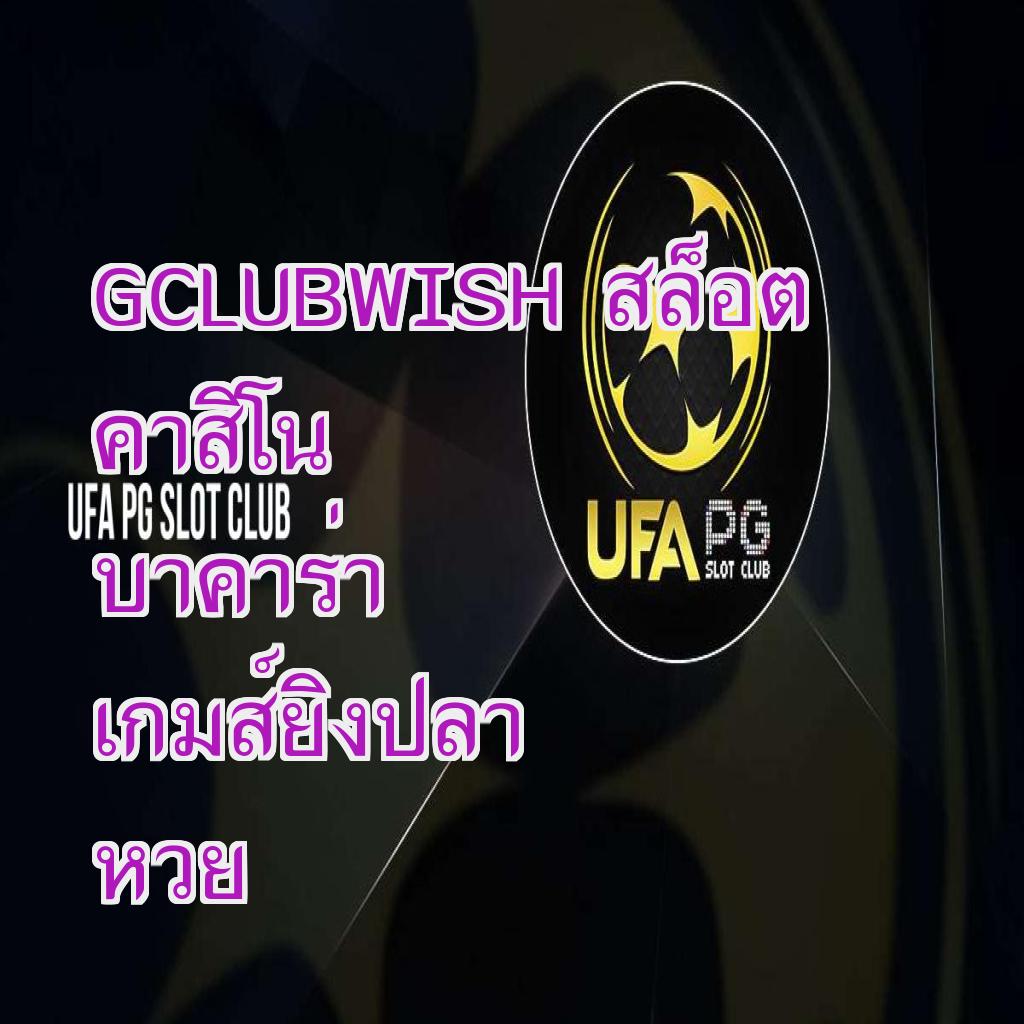 GCLUBWISH สล็อต
คาสิโน
UFA PG SLOT CLUB
บาคาร่า
เกมส์ยิงปลา
หวย
UFA PG
SLOT CLUB